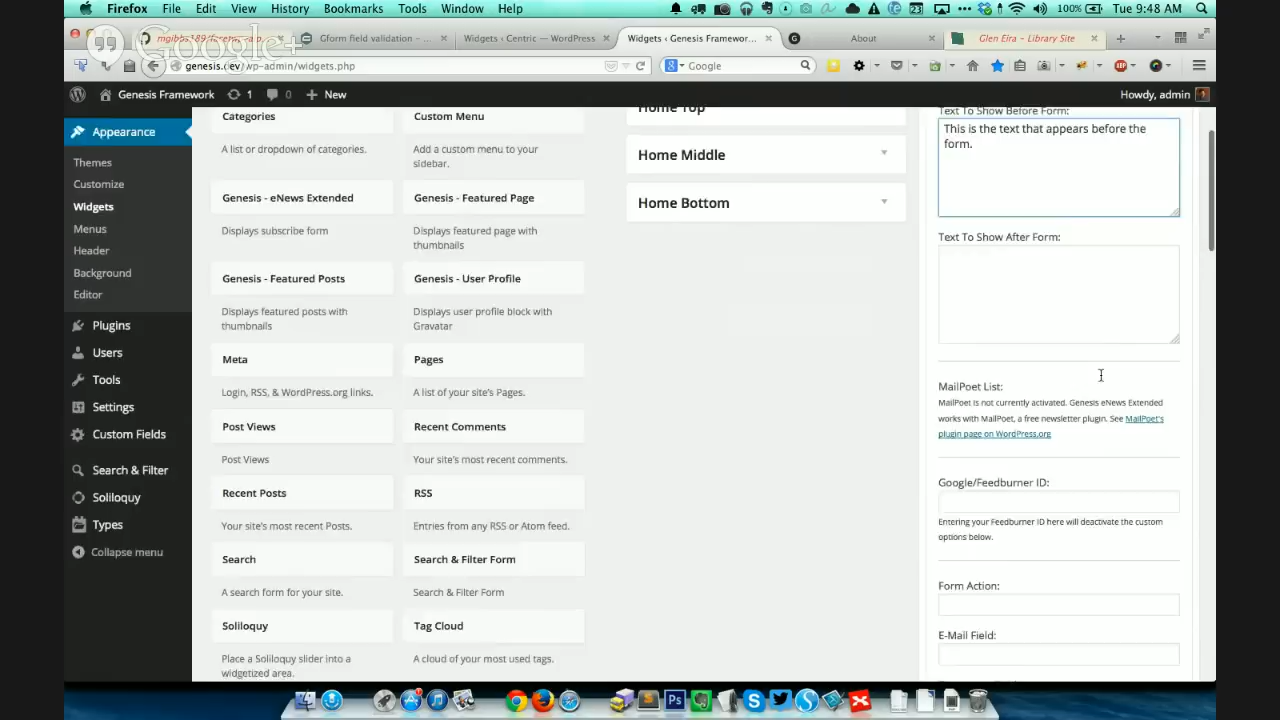 Firefox File Edit View History Bookmarks Tools Window Help 100% Tue 9:48 AM
Google+
Gform field validation – ... Widgets ‹ Centric — WordPress Widgets ‹ Genesis Framewor... About Glen Eira – Library Site
genesis.dev/wp-admin/widgets.php Google
Genesis Framework 1 0 New Howdy, admin
Appearance
Themes
Customize
Widgets
Menus
Header
Background
Editor
Plugins
Users
Tools
Settings
Custom Fields
Search & Filter
Soliloquy
Types
Collapse menu
Categories
A list or dropdown of categories.
Custom Menu
Add a custom menu to your
sidebar.
Genesis - eNews Extended
Displays subscribe form
Genesis - Featured Page
Displays featured page with
thumbnails
Genesis - Featured Posts
Displays featured posts with
thumbnails
Genesis - User Profile
Displays user profile block with
Gravatar
Meta
Login, RSS, & WordPress.org links.
Pages
A list of your site's Pages.
Post Views
Post Views
Recent Comments
Your site's most recent comments.
Recent Posts
Your site's most recent Posts.
RSS
Entries from any RSS or Atom feed.
Search
A search form for your site.
Search & Filter Form
Search & Filter Form
Soliloquy
Place a Soliloquy slider into a
widgetized area.
Tag Cloud
A cloud of your most used tags.
Home Top
Home Middle
Home Bottom
Text To Show Before Form:
This is the text that appears before the
form.
Text To Show After Form:
MailPoet List:
MailPoet is not currently activated. Genesis eNews Extended
works with MailPoet, a free newsletter plugin. See MailPoet's
plugin page on WordPress.org
Google/Feedburner ID:
Entering your Feedburner ID here will deactivate the custom
options below.
Form Action:
E-Mail Field: